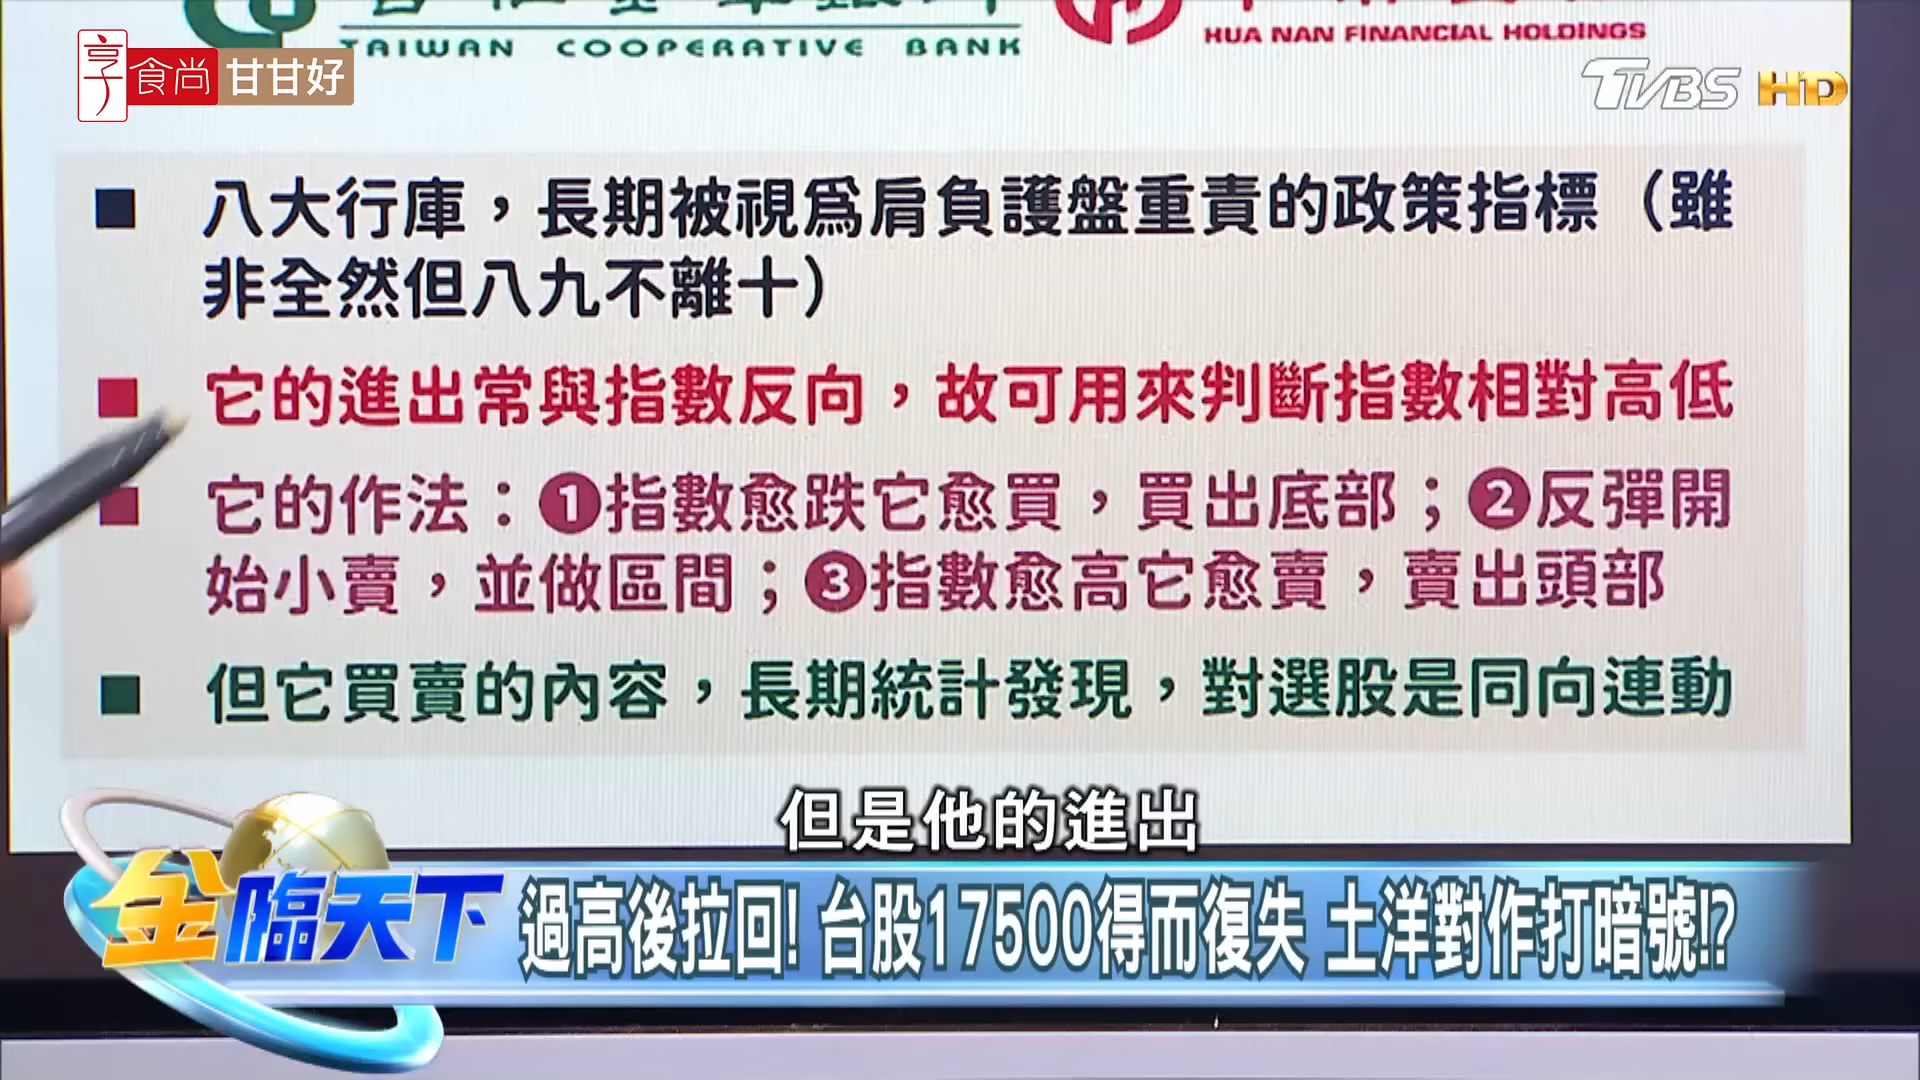 TAIWAN COOPERATIVE BANK
HUA NAN FINANCIAL HOLDINGS
享食尚 甘甘好
TVBS HD
■ 八大行庫，長期被視為肩負護盤重責的政策指標（雖
非全然但八九不離十）
■ 它的進出常與指數反向，故可用來判斷指數相對高低
■ 它的作法：❶指數愈跌它愈買，買出底部；❷反彈開
始小賣，並做區間；❸指數愈高它愈賣，賣出頭部
■ 但它買賣的內容，長期統計發現，對選股是同向連動
但是他的進出
金臨天下
過高後拉回! 台股17500得而復失 土洋對作打暗號!?